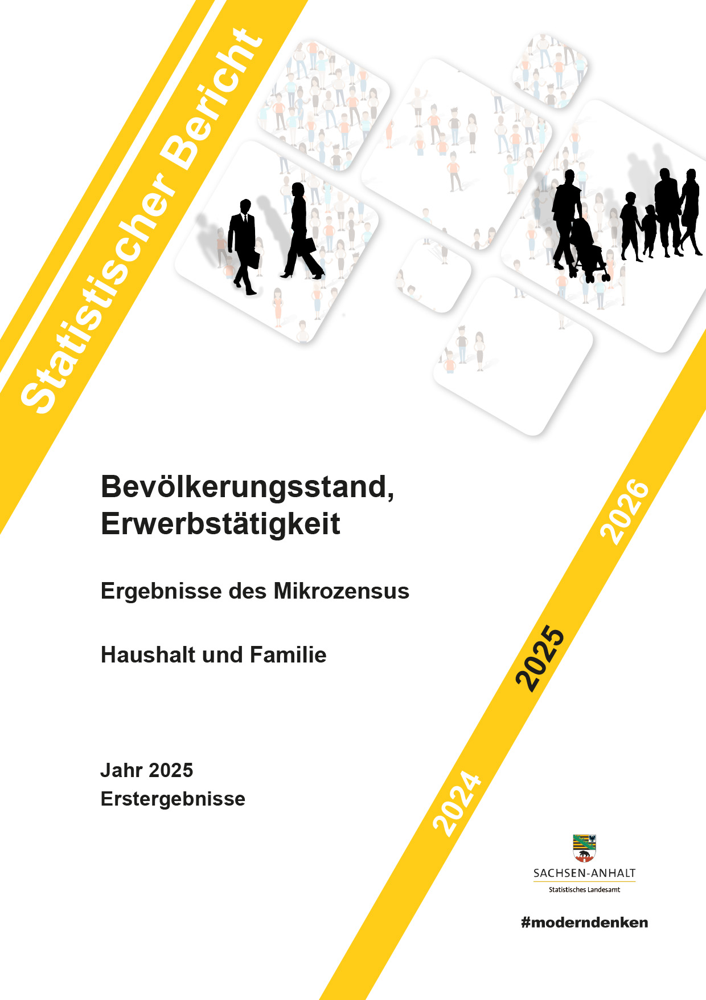 Statistischer Bericht
Bevölkerungsstand,
Erwerbstätigkeit
Ergebnisse des Mikrozensus
Haushalt und Familie
Jahr 2025
Erstergebnisse
2026
2025
2024
SACHSEN-ANHALT
Statistisches Landesamt
#moderndenken